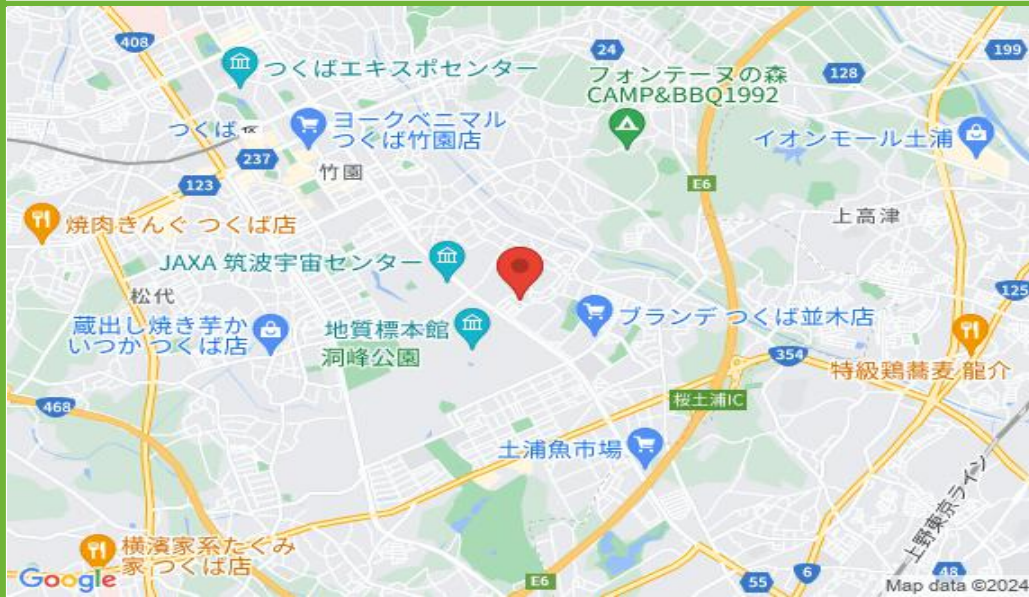 408
つくばエキスポセンター
24
199
フォンテーヌの森
CAMP&BBQ1992
128
つくば
ヨークベニマル
つくば竹園店
イオンモール土浦
237
竹園
123
E6
焼肉きんぐ つくば店
上高津
JAXA 筑波宇宙センター
松代
125
蔵出し焼き芋か
いつか つくば店
地質標本館
洞峰公園
ブランデ つくば並木店
354
特級鶏蕎麦 龍介
468
桜土浦IC
土浦魚市場
上野東京ライン
横濱家系たくみ
家 つくば店
Google
E6
55
6
48
Map data ©2024